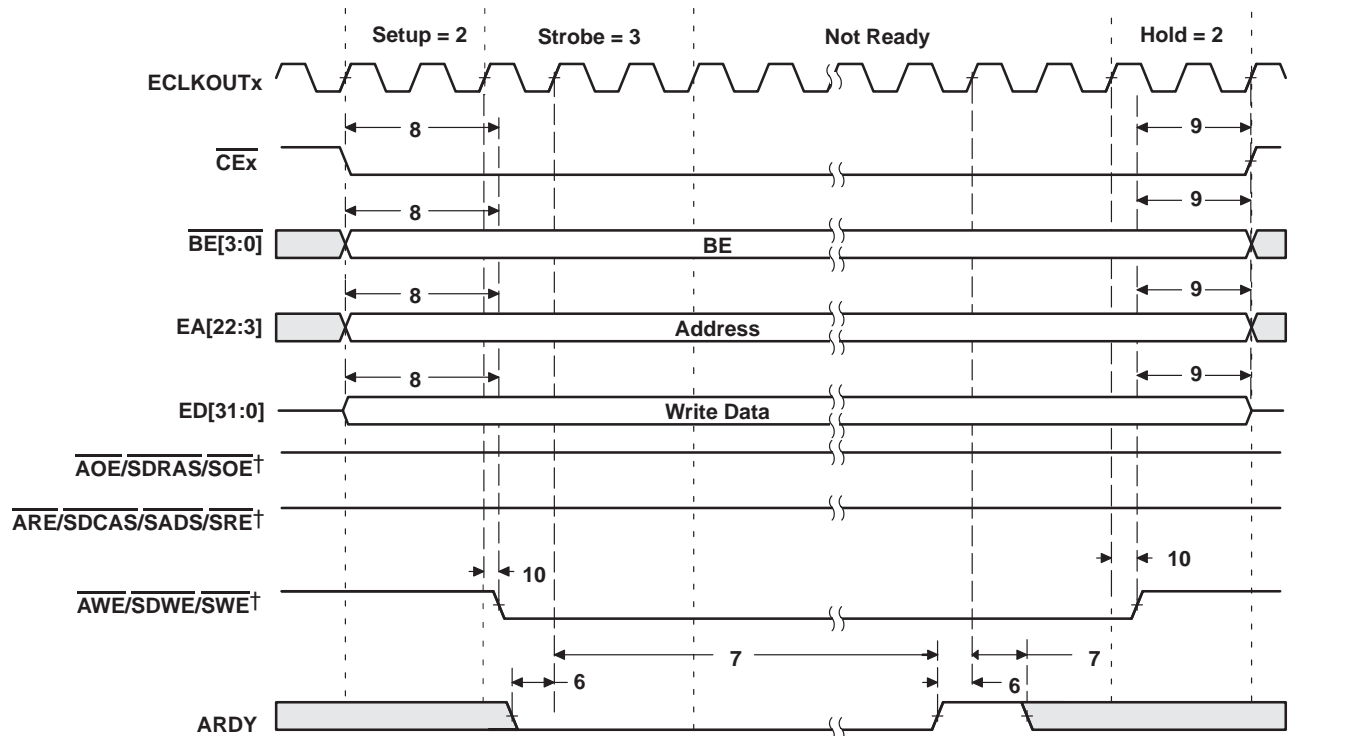 Setup = 2 Strobe = 3 Not Ready Hold = 2
ECLKOUTx
8 9
CEx
8 9
BE[3:0] BE
8 9
EA[22:3] Address
8 9
ED[31:0] Write Data
AOE/SDRAS/SOE†
ARE/SDCAS/SADS/SRE†
10 10
AWE/SDWE/SWE†
7 7
6 6
ARDY